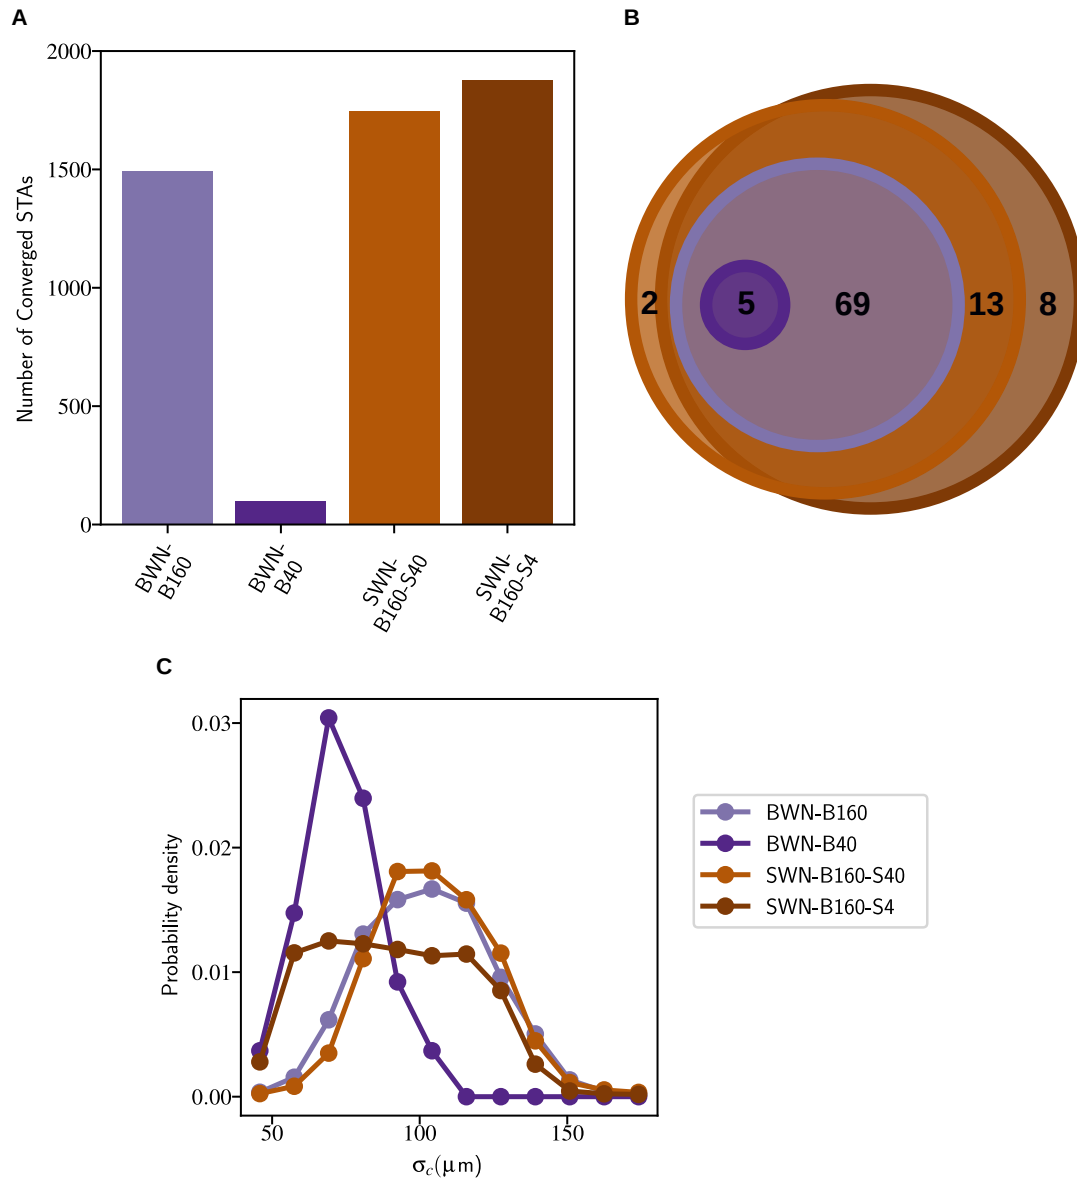 A
B
2000
1500
1000
500
0
Number of Converged STAs
BWN-
B160
BWN-
B40
SWN-
B160-S40
SWN-
B160-S4
2
5
69
13
8
C
0.03
0.02
0.01
0.00
Probability density
50
100
150
σc(μm)
BWN-B160
BWN-B40
SWN-B160-S40
SWN-B160-S4